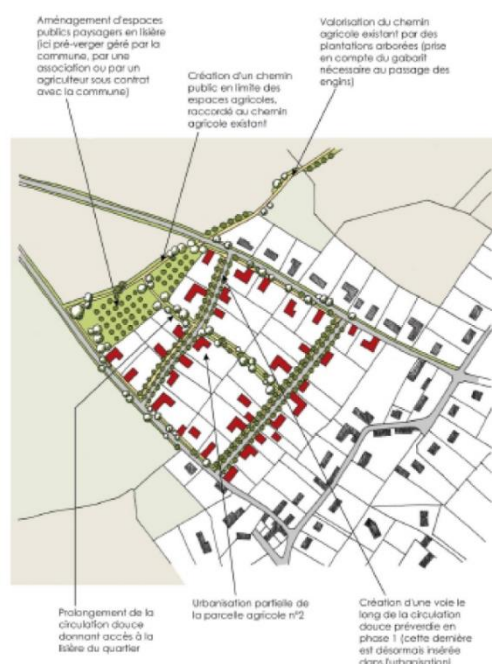 Aménagement d'espaces
publics paysagers en lisière
(ici pré-verger géré par la
commune, par une
association ou par un
agriculteur sous contrat
avec la commune)
Création d'un chemin
public en limite des
espaces agricoles,
raccordé au chemin
agricole existant
Valorisation du chemin
agricole existant par des
plantations arborées (prise
en compte du gabarit
nécessaire au passage des
engins)
Prolongement de la
circulation douce
donnant accès à la
lisière du quartier
Urbanisation partielle de
la parcelle agricole n°2
Création d'une voie le
long de la circulation
douce préverdie en
phase 1 (cette dernière
est désormais insérée
dans l'urbanisation)